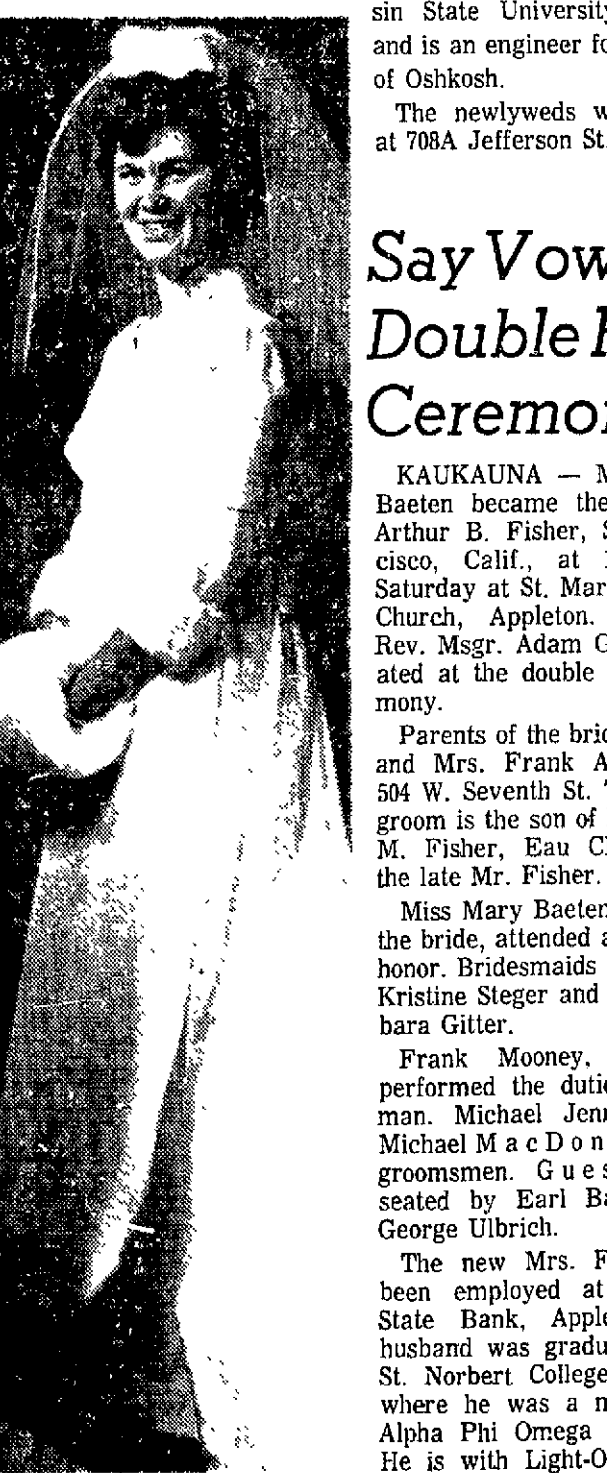 sin State University
and is an engineer fo
of Oshkosh.
The newlyweds w
at 708A Jefferson St.
Say Vow
Double
Ceremo
KAUKAUNA — M
Baeten became the
Arthur B. Fisher, S
cisco, Calif., at
Saturday at St. Mar
Church, Appleton.
Rev. Msgr. Adam G
ated at the double
mony.
Parents of the brid
and Mrs. Frank A
504 W. Seventh St.
groom is the son of
M. Fisher, Eau Cl
the late Mr. Fisher.
Miss Mary Baeten
the bride, attended a
honor. Bridesmaids
Kristine Steger and
bara Gitter.
Frank Mooney,
performed the dutie
man. Michael Jen
Michael MacDon
groomsmen. Gues
seated by Earl Ba
George Ulbrich.
The new Mrs. F
been employed at
State Bank, Apple
husband was gradu
St. Norbert College
where he was a m
Alpha Phi Omega
He is with Light-O